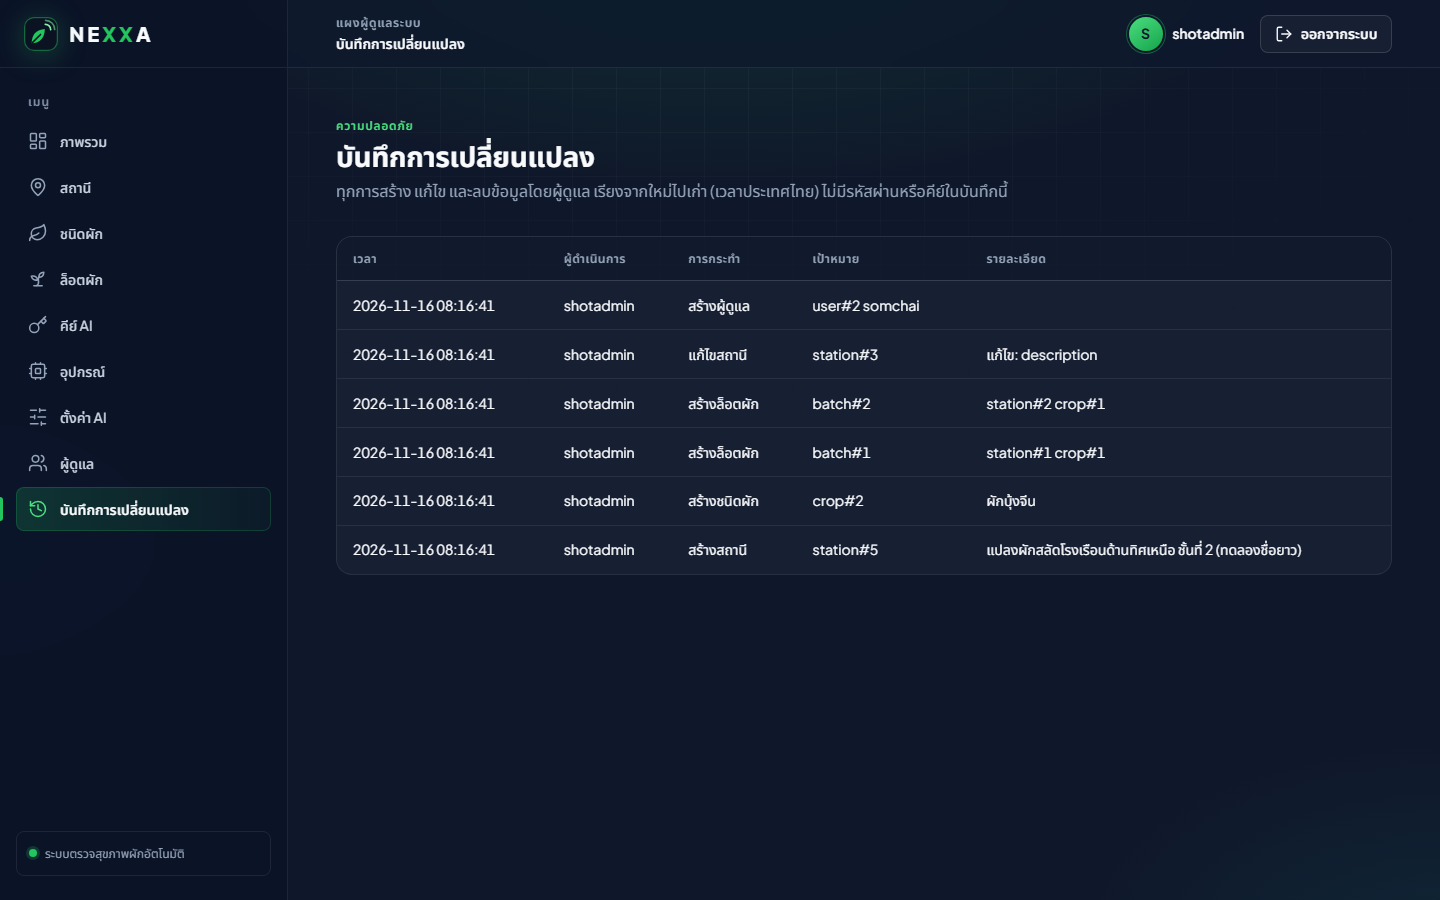 NEXXA
แผงผู้ดูแลระบบ
บันทึกการเปลี่ยนแปลง
S
shotadmin
ออกจากระบบ
เมนู
ภาพรวม
สถานี
ชนิดผัก
ล็อตผัก
คีย์ AI
อุปกรณ์
ตั้งค่า AI
ผู้ดูแล
บันทึกการเปลี่ยนแปลง
ระบบตรวจสุขภาพผักอัตโนมัติ
ความปลอดภัย
บันทึกการเปลี่ยนแปลง
ทุกการสร้าง แก้ไข และลบข้อมูลโดยผู้ดูแล เรียงจากใหม่ไปเก่า (เวลาประเทศไทย) ไม่มีรหัสผ่านหรือคีย์ในบันทึกนี้
เวลา ผู้ดำเนินการ การกระทำ เป้าหมาย รายละเอียด
2026-11-16 08:16:41 shotadmin สร้างผู้ดูแล user#2 somchai
2026-11-16 08:16:41 shotadmin แก้ไขสถานี station#3 แก้ไข: description
2026-11-16 08:16:41 shotadmin สร้างล็อตผัก batch#2 station#2 crop#1
2026-11-16 08:16:41 shotadmin สร้างล็อตผัก batch#1 station#1 crop#1
2026-11-16 08:16:41 shotadmin สร้างชนิดผัก crop#2 ผักบุ้งจีน
2026-11-16 08:16:41 shotadmin สร้างสถานี station#5 แปลงผักสลัดโรงเรือนด้านทิศเหนือ ชั้นที่ 2 (ทดลองชื่อยาว)